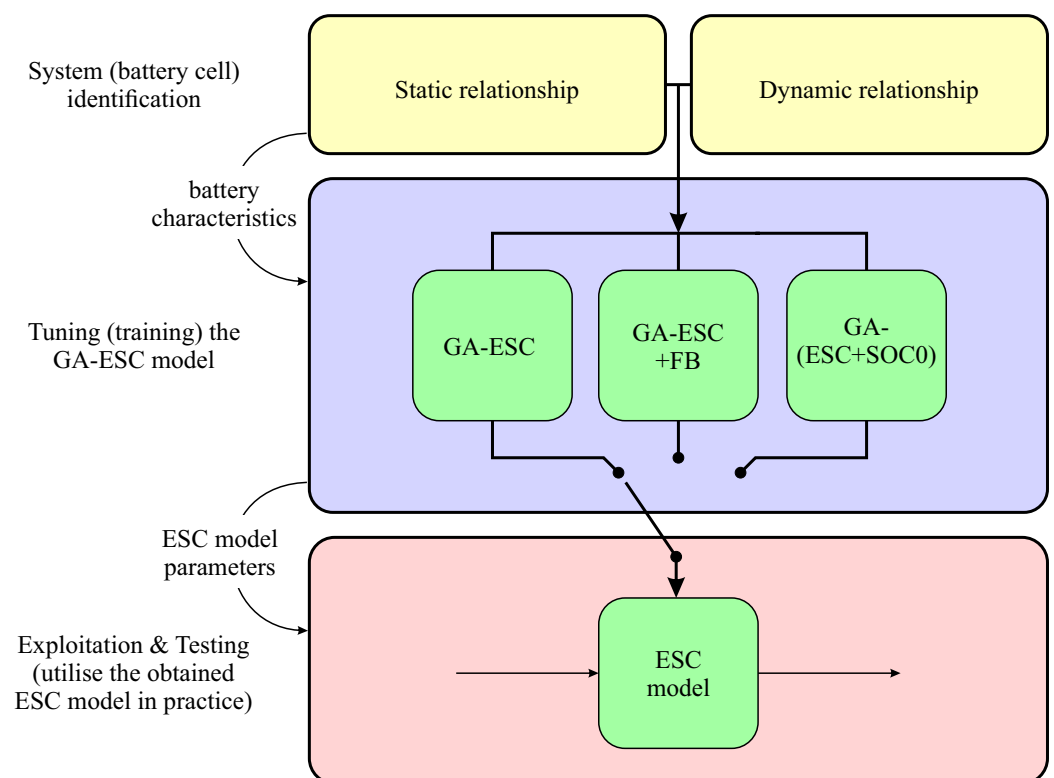 System (battery cell)
identification
Static relationship
Dynamic relationship
battery
characteristics
Tuning (training) the
GA-ESC model
GA-ESC
GA-ESC
+FB
GA-
(ESC+SOC0)
ESC model
parameters
Exploitation & Testing
(utilise the obtained
ESC model in practice)
ESC
model